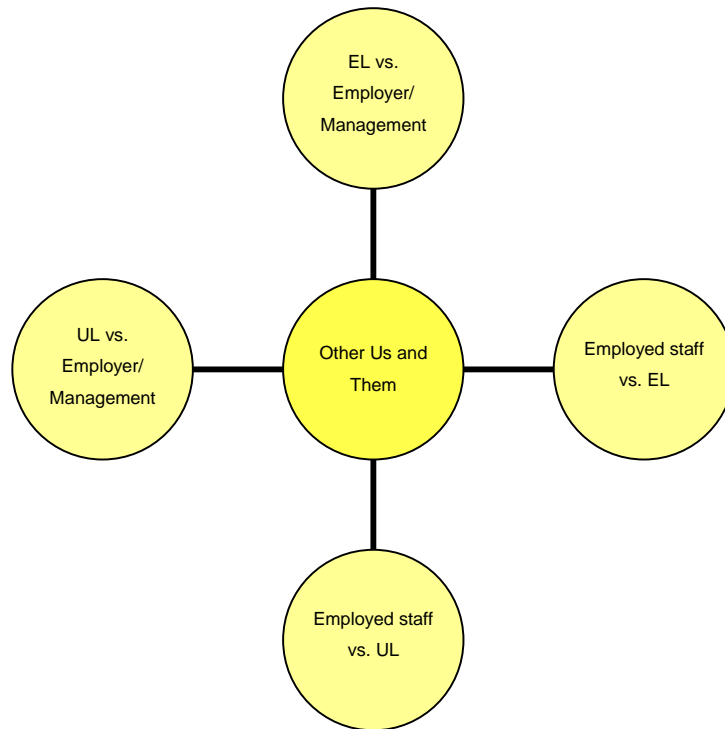 EL vs.
Employer/
Management
UL vs.
Employer/
Management
Other Us and
Them
Employed staff
vs. EL
Employed staff
vs. UL